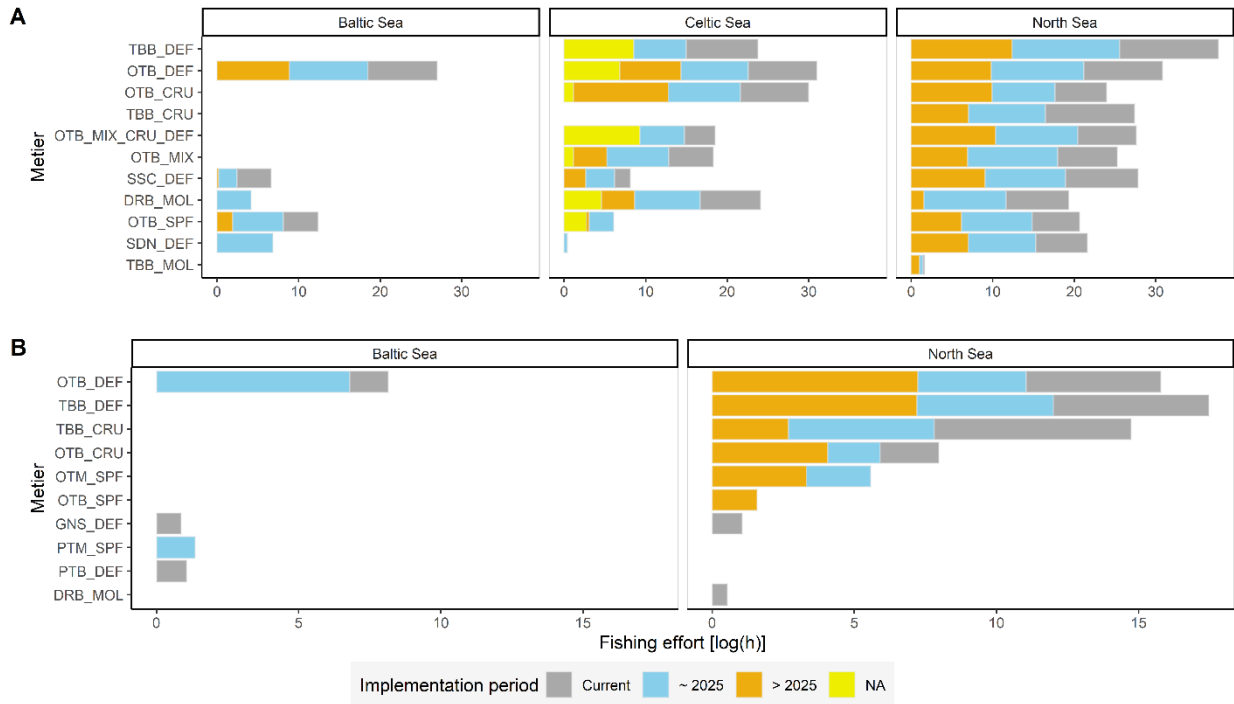 A
Baltic Sea
Celtic Sea
North Sea
Metier
TBB_DEF
OTB_DEF
OTB_CRU
TBB_CRU
OTB_MIX_CRU_DEF
OTB_MIX
SSC_DEF
DRB_MOL
OTB_SPF
SDN_DEF
TBB_MOL
0 10 20 30
0 10 20 30
0 10 20 30
B
Baltic Sea
North Sea
Metier
OTB_DEF
TBB_DEF
TBB_CRU
OTB_CRU
OTM_SPF
OTB_SPF
GNS_DEF
PTM_SPF
PTB_DEF
DRB_MOL
0 5 10 15
0 5 10 15
Fishing effort [log(h)]
Implementation period Current ~ 2025 > 2025 NA